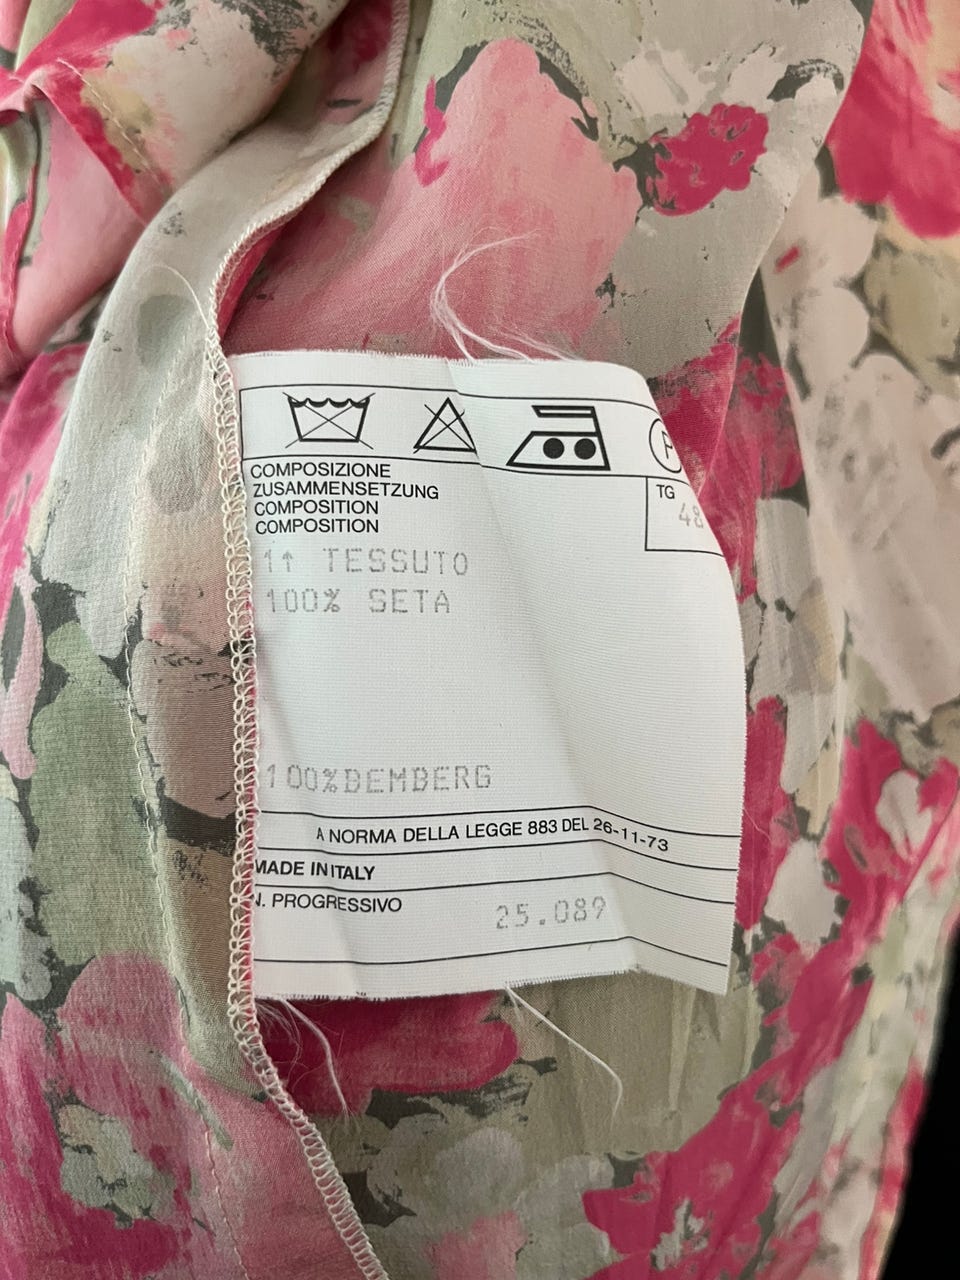 P
COMPOSIZIONE
ZUSAMMENSETZUNG
COMPOSITION
COMPOSITION
TG
48
1↑ TESSUTO
100% SETA
100%BEMBERG
A NORMA DELLA LEGGE 883 DEL 26-11-73
MADE IN ITALY
N. PROGRESSIVO
25.089